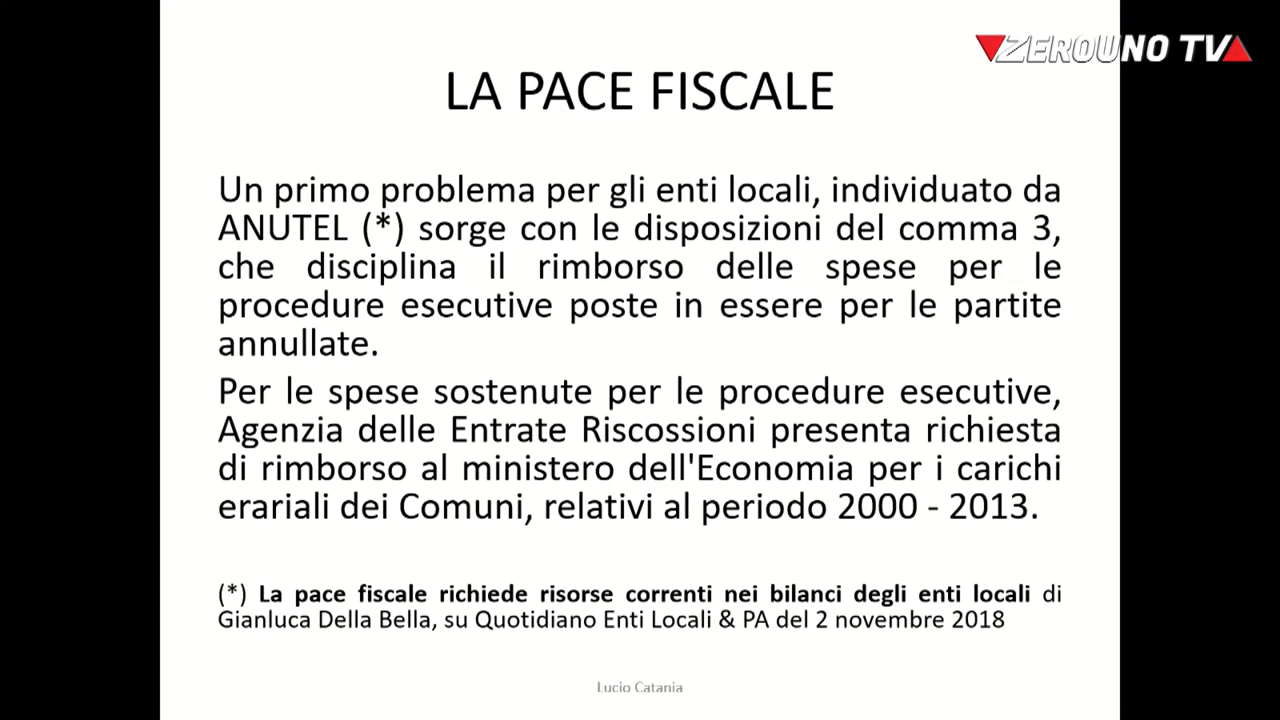 ZEROUNO TV
LA PACE FISCALE
Un primo problema per gli enti locali, individuato da
ANUTEL (*) sorge con le disposizioni del comma 3,
che disciplina il rimborso delle spese per le
procedure esecutive poste in essere per le partite
annullate.
Per le spese sostenute per le procedure esecutive,
Agenzia delle Entrate Riscossioni presenta richiesta
di rimborso al ministero dell'Economia per i carichi
erariali dei Comuni, relativi al periodo 2000 - 2013.
(*) La pace fiscale richiede risorse correnti nei bilanci degli enti locali di
Gianluca Della Bella, su Quotidiano Enti Locali & PA del 2 novembre 2018
Lucio Catania